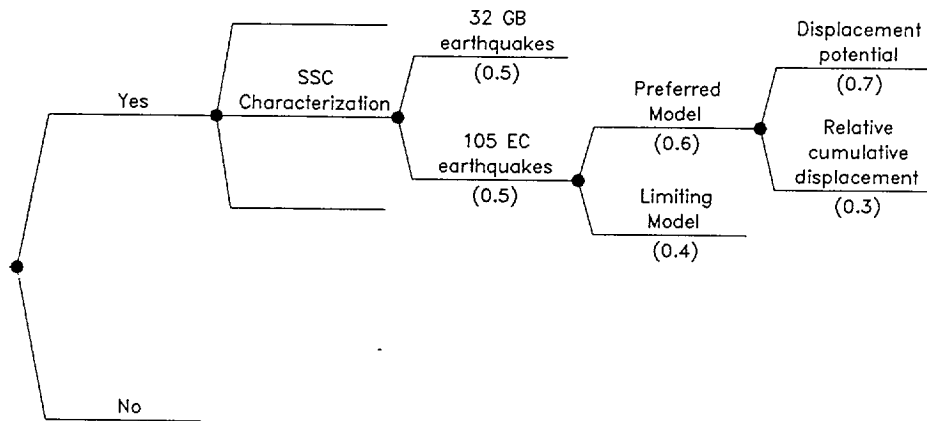 Yes
No
SSC
Characterization
32 GB
earthquakes
(0.5)
105 EC
earthquakes
(0.5)
Preferred
Model
(0.6)
Limiting
Model
(0.4)
Displacement
potential
(0.7)
Relative
cumulative
displacement
(0.3)